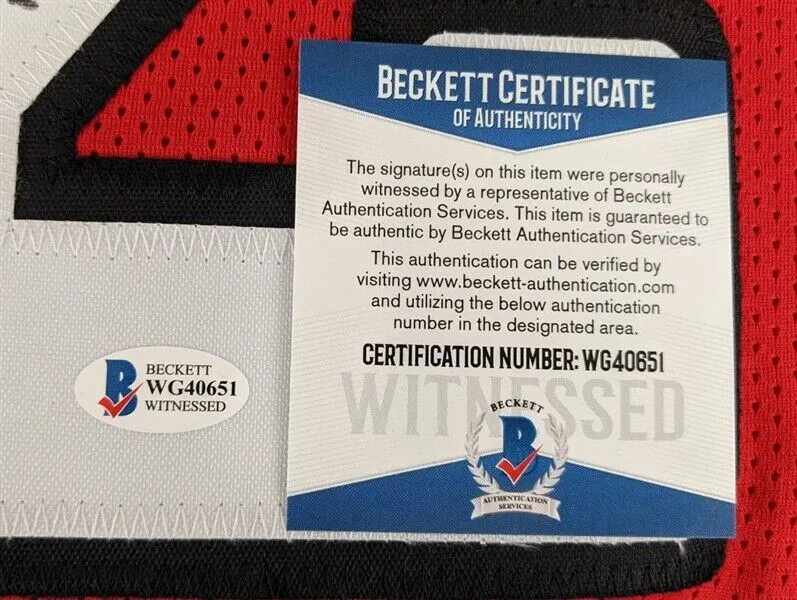 BECKETT CERTIFICATE
OF AUTHENTICITY
The signature(s) on this item were personally
witnessed by a representative of Beckett
Authentication Services. This item is guaranteed to
be authentic by Beckett Authentication Services.
This authentication can be verified by
visiting www.beckett-authentication.com
and utilizing the below authentication
number in the designated area.
CERTIFICATION NUMBER: WG40651
WITNESSED
BECKETT
B
AUTHENTICATION
SERVICES
B
BECKETT
WG40651
WITNESSED